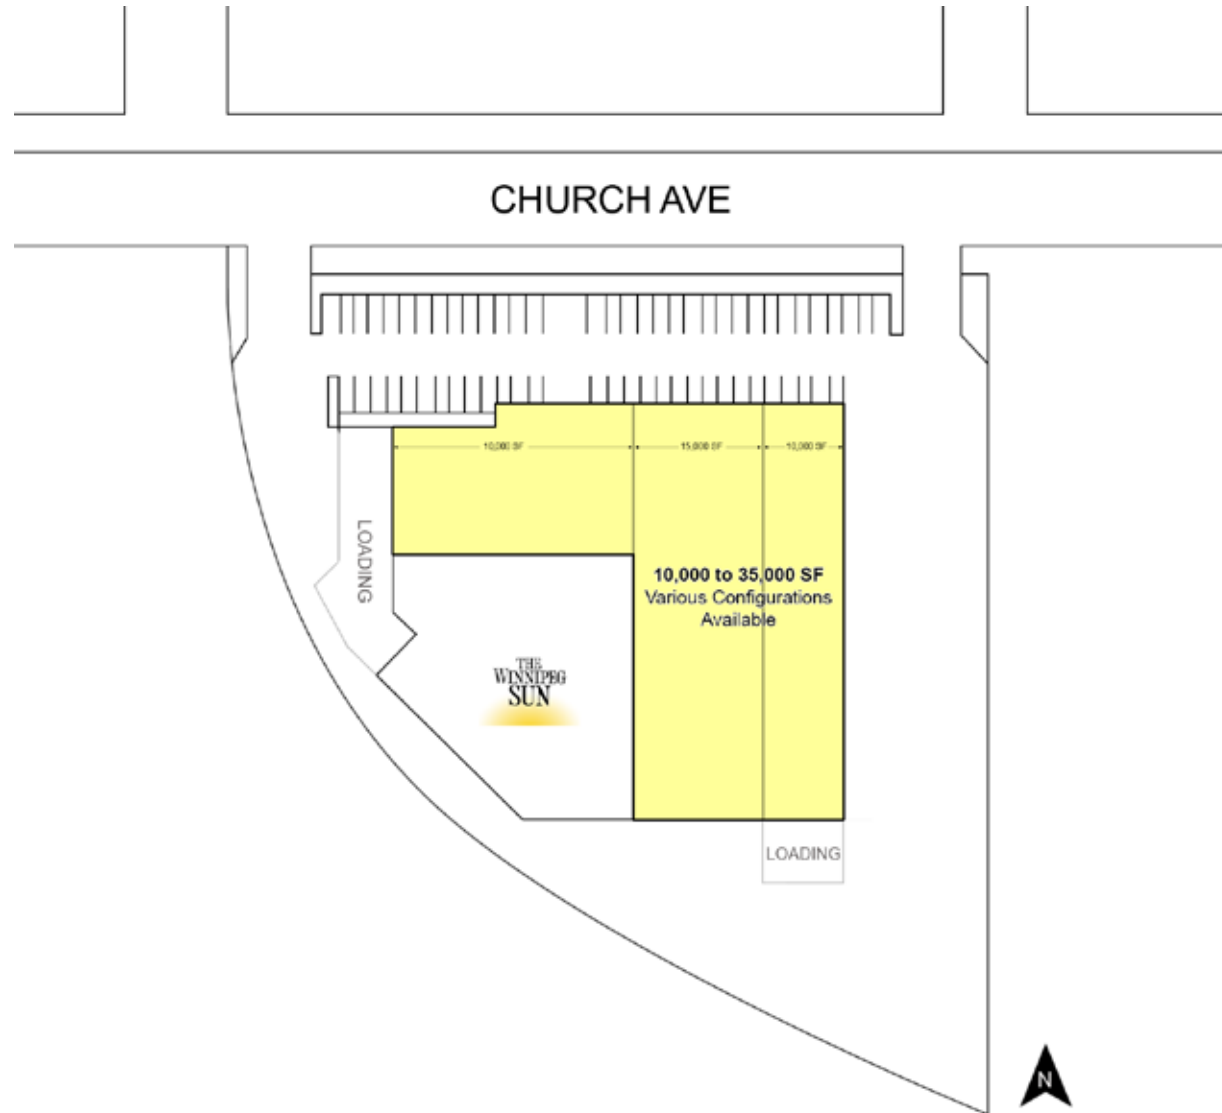 CHURCH AVE
10,000 SF
15,000 SF
10,000 SF
LOADING
10,000 to 35,000 SF
Various Configurations
Available
THE
WINNIPEG
SUN
LOADING
N